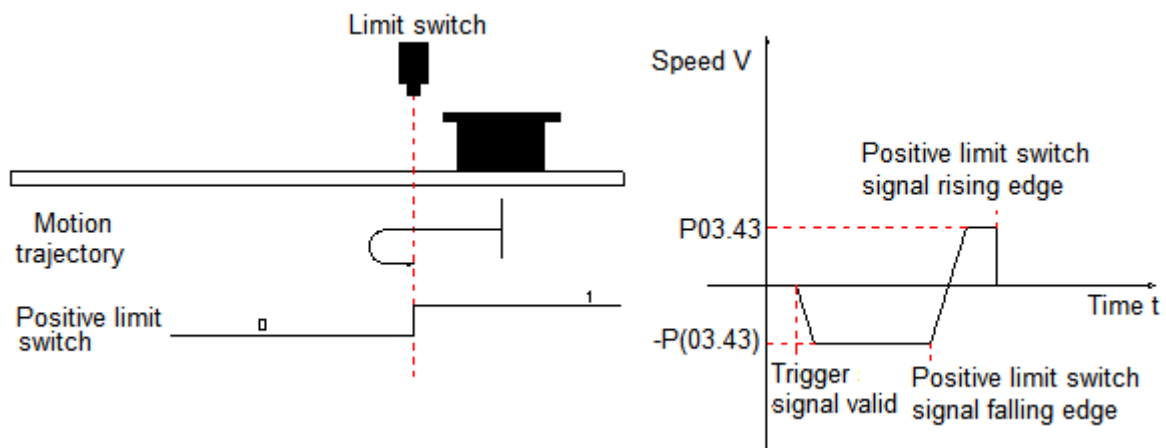 Limit switch
Motion
trajectory
Positive limit
switch
0
1
Speed V
Positive limit switch
signal rising edge
P03.43
Time t
-P(03.43)
Trigger
signal valid
Positive limit switch
signal falling edge